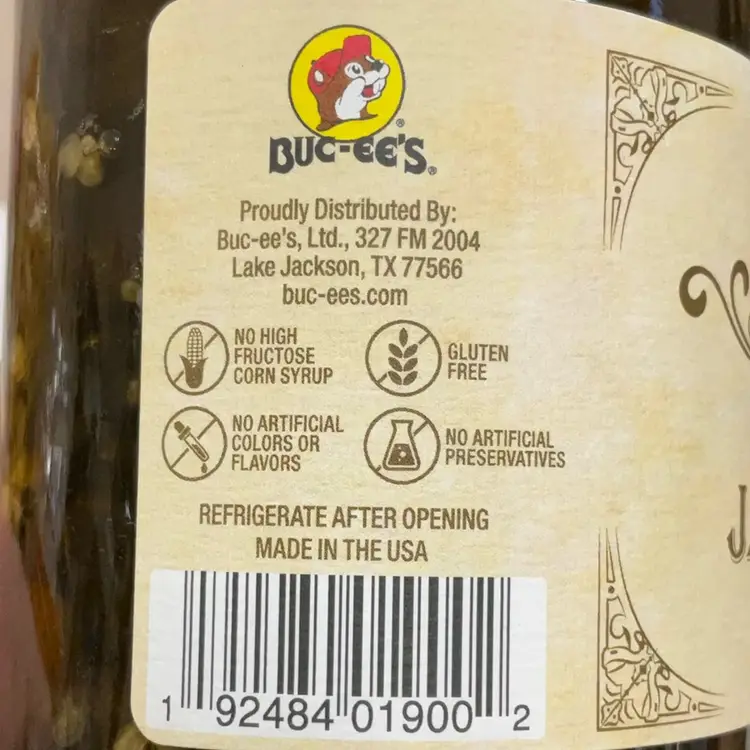 BUC-EE'S®
Proudly Distributed By:
Buc-ee's, Ltd., 327 FM 2004
Lake Jackson, TX 77566
buc-ees.com
NO HIGH
FRUCTOSE
CORN SYRUP
GLUTEN
FREE
NO ARTIFICIAL
COLORS OR
FLAVORS
NO ARTIFICIAL
PRESERVATIVES
REFRIGERATE AFTER OPENING
MADE IN THE USA
1 92484 01900 2